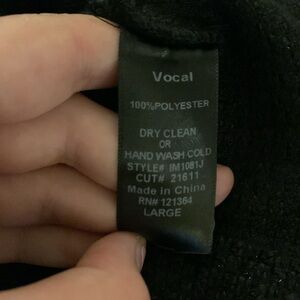 Vocal
100%POLYESTER
DRY CLEAN
OR
HAND WASH COLD
STYLE# IM1081J
CUT# 21611
Made in China
RN# 121364
LARGE